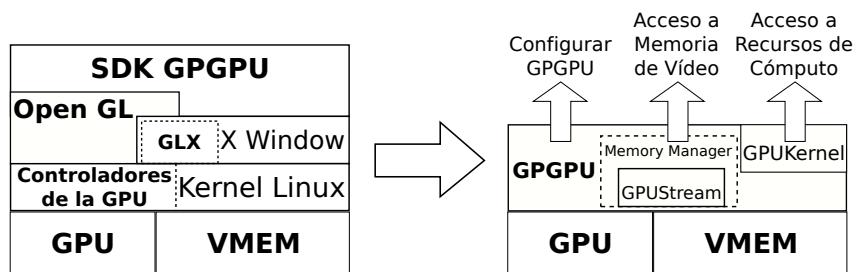 SDK GPGPU
Open GL
GLX
X Window
Controladores
de la GPU
Kernel Linux
GPU
VMEM
Configurar
GPGPU
Acceso a
Memoria
de Vídeo
Acceso a
Recursos de
Cómputo
GPGPU
Memory Manager
GPUStream
GPUKernel
GPU
VMEM